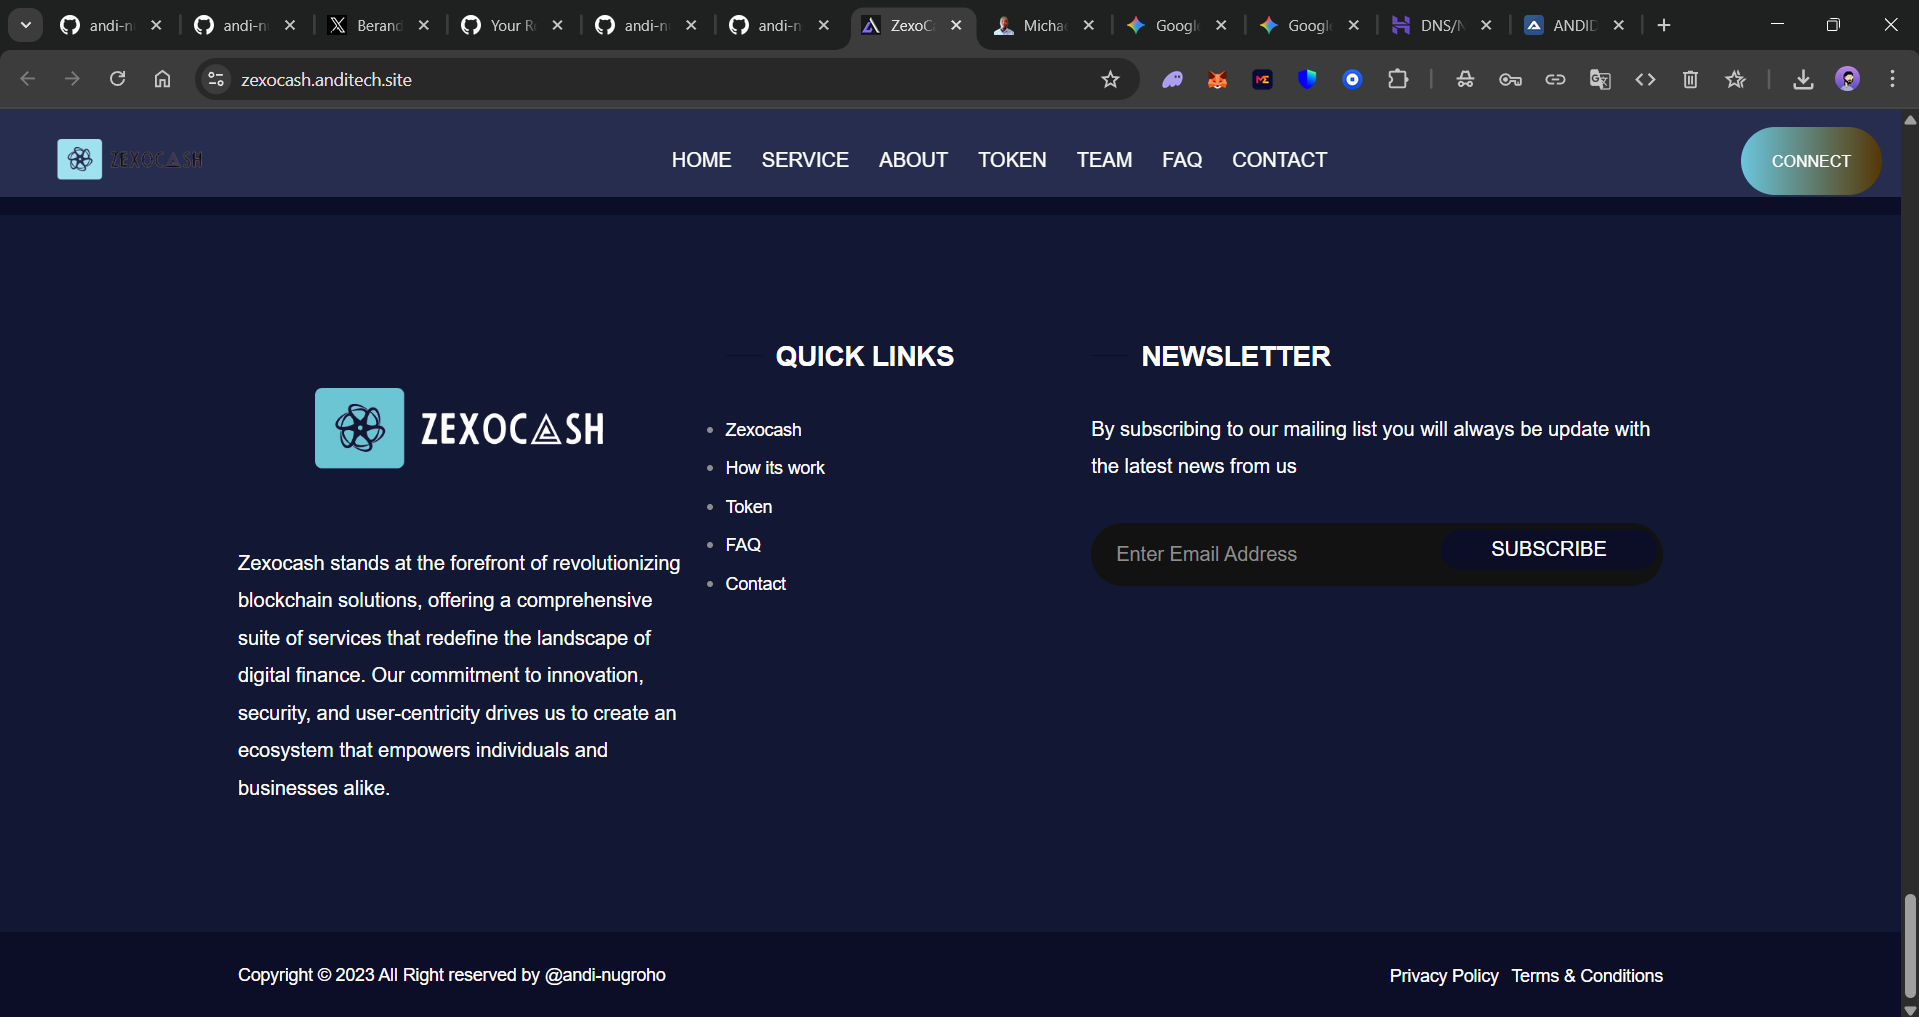 andi-n
andi-n
Berand
Your R
andi-n
andi-n
ZexoC
Micha
Google
Google
DNS/N
ANDID
zexocash.anditech.site
ZEXOCASH
HOME SERVICE ABOUT TOKEN TEAM FAQ CONTACT
CONNECT
ZEXOCASH
Zexocash stands at the forefront of revolutionizing
blockchain solutions, offering a comprehensive
suite of services that redefine the landscape of
digital finance. Our commitment to innovation,
security, and user-centricity drives us to create an
ecosystem that empowers individuals and
businesses alike.
QUICK LINKS
Zexocash
How its work
Token
FAQ
Contact
NEWSLETTER
By subscribing to our mailing list you will always be update with
the latest news from us
Enter Email Address
SUBSCRIBE
Copyright © 2023 All Right reserved by @andi-nugroho
Privacy Policy Terms & Conditions